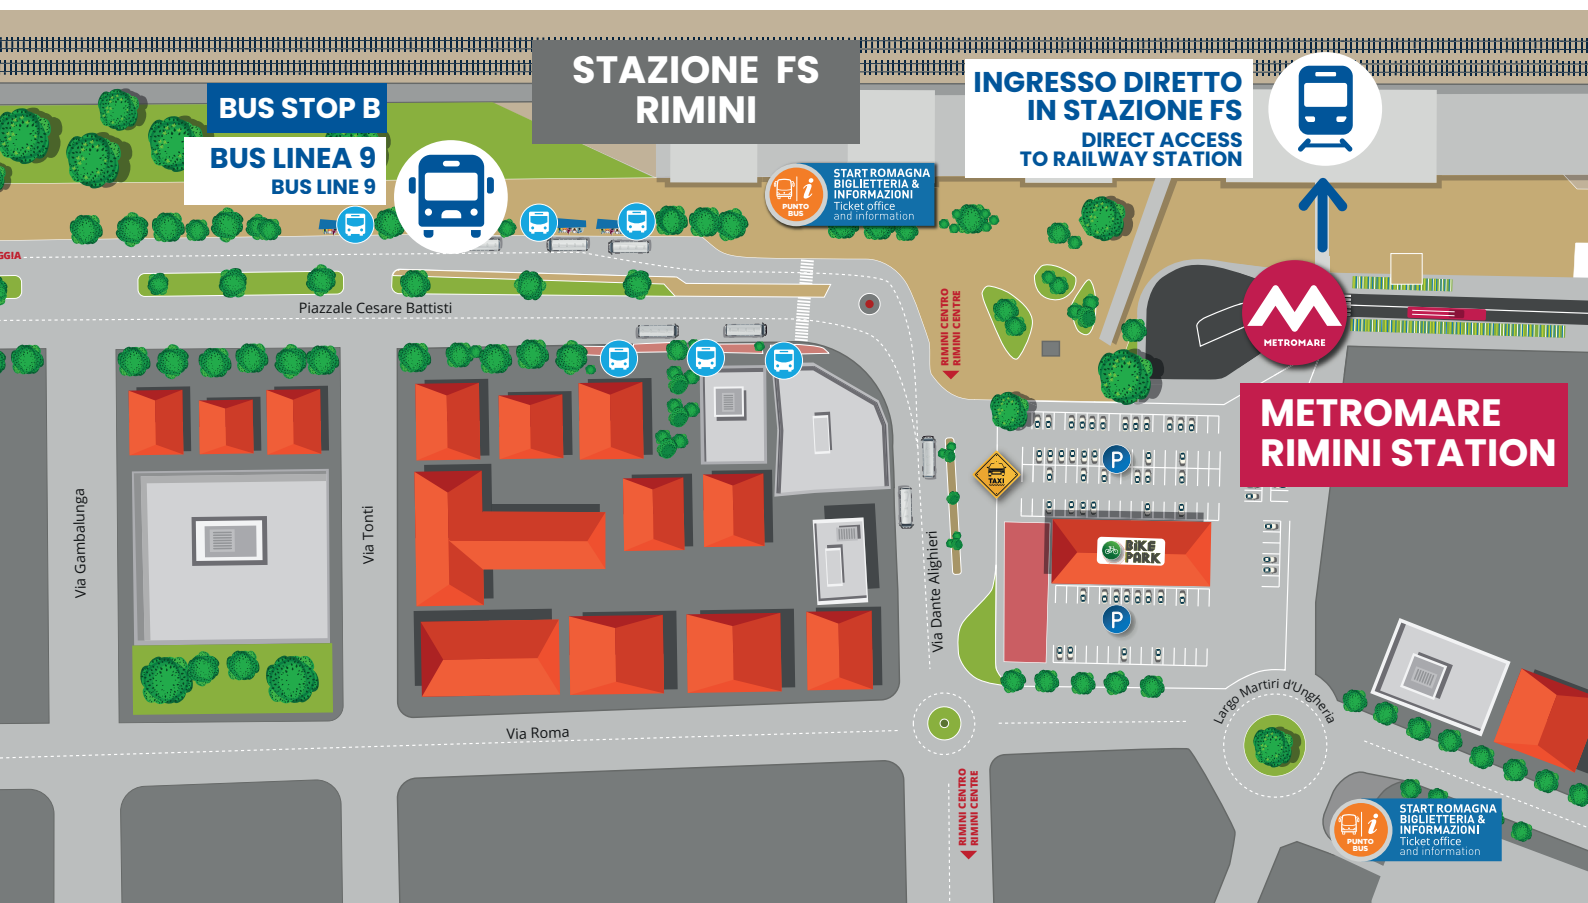 STAZIONE FS
RIMINI
BUS STOP B
BUS LINEA 9
BUS LINE 9
INGRESSO DIRETTO
IN STAZIONE FS
DIRECT ACCESS
TO RAILWAY STATION
PUNTO
BUS
START ROMAGNA
BIGLIETTERIA &
INFORMAZIONI
Ticket office
and information
GGIA
Piazzale Cesare Battisti
RIMINI CENTRO
RIMINI CENTRE
METROMARE
METROMARE
RIMINI STATION
P
TAXI
BIKE
PARK
P
Via Gambalunga
Via Tonti
Via Dante Alighieri
Via Roma
Largo Martiri d'Ungheria
RIMINI CENTRO
RIMINI CENTRE
PUNTO
BUS
START ROMAGNA
BIGLIETTERIA &
INFORMAZIONI
Ticket office
and information